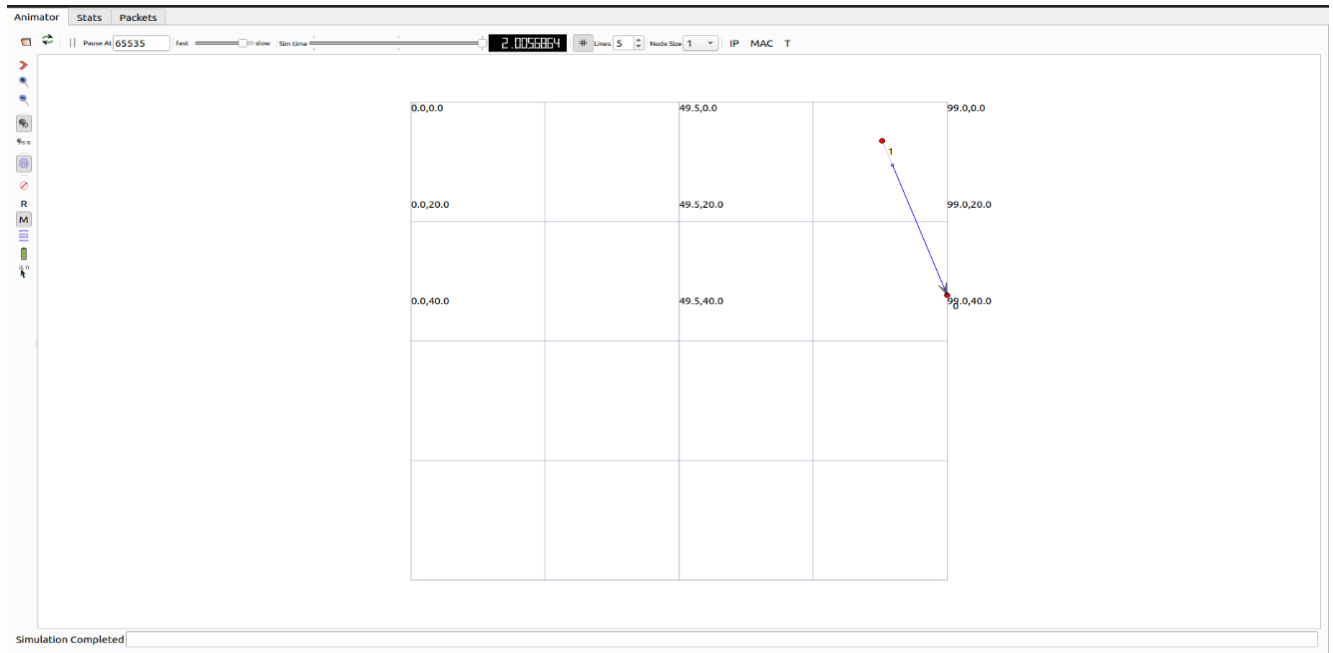 Animator Stats Packets
Pause At 65535 fast slow Sim time 2.0056864 # Lines 5 Node Size 1 IP MAC T
0.0,0.0 49.5,0.0 99.0,0.0
1
0.0,20.0 49.5,20.0 99.0,20.0
R
M
0.0,40.0 49.5,40.0 99.0,40.0
0
Simulation Completed